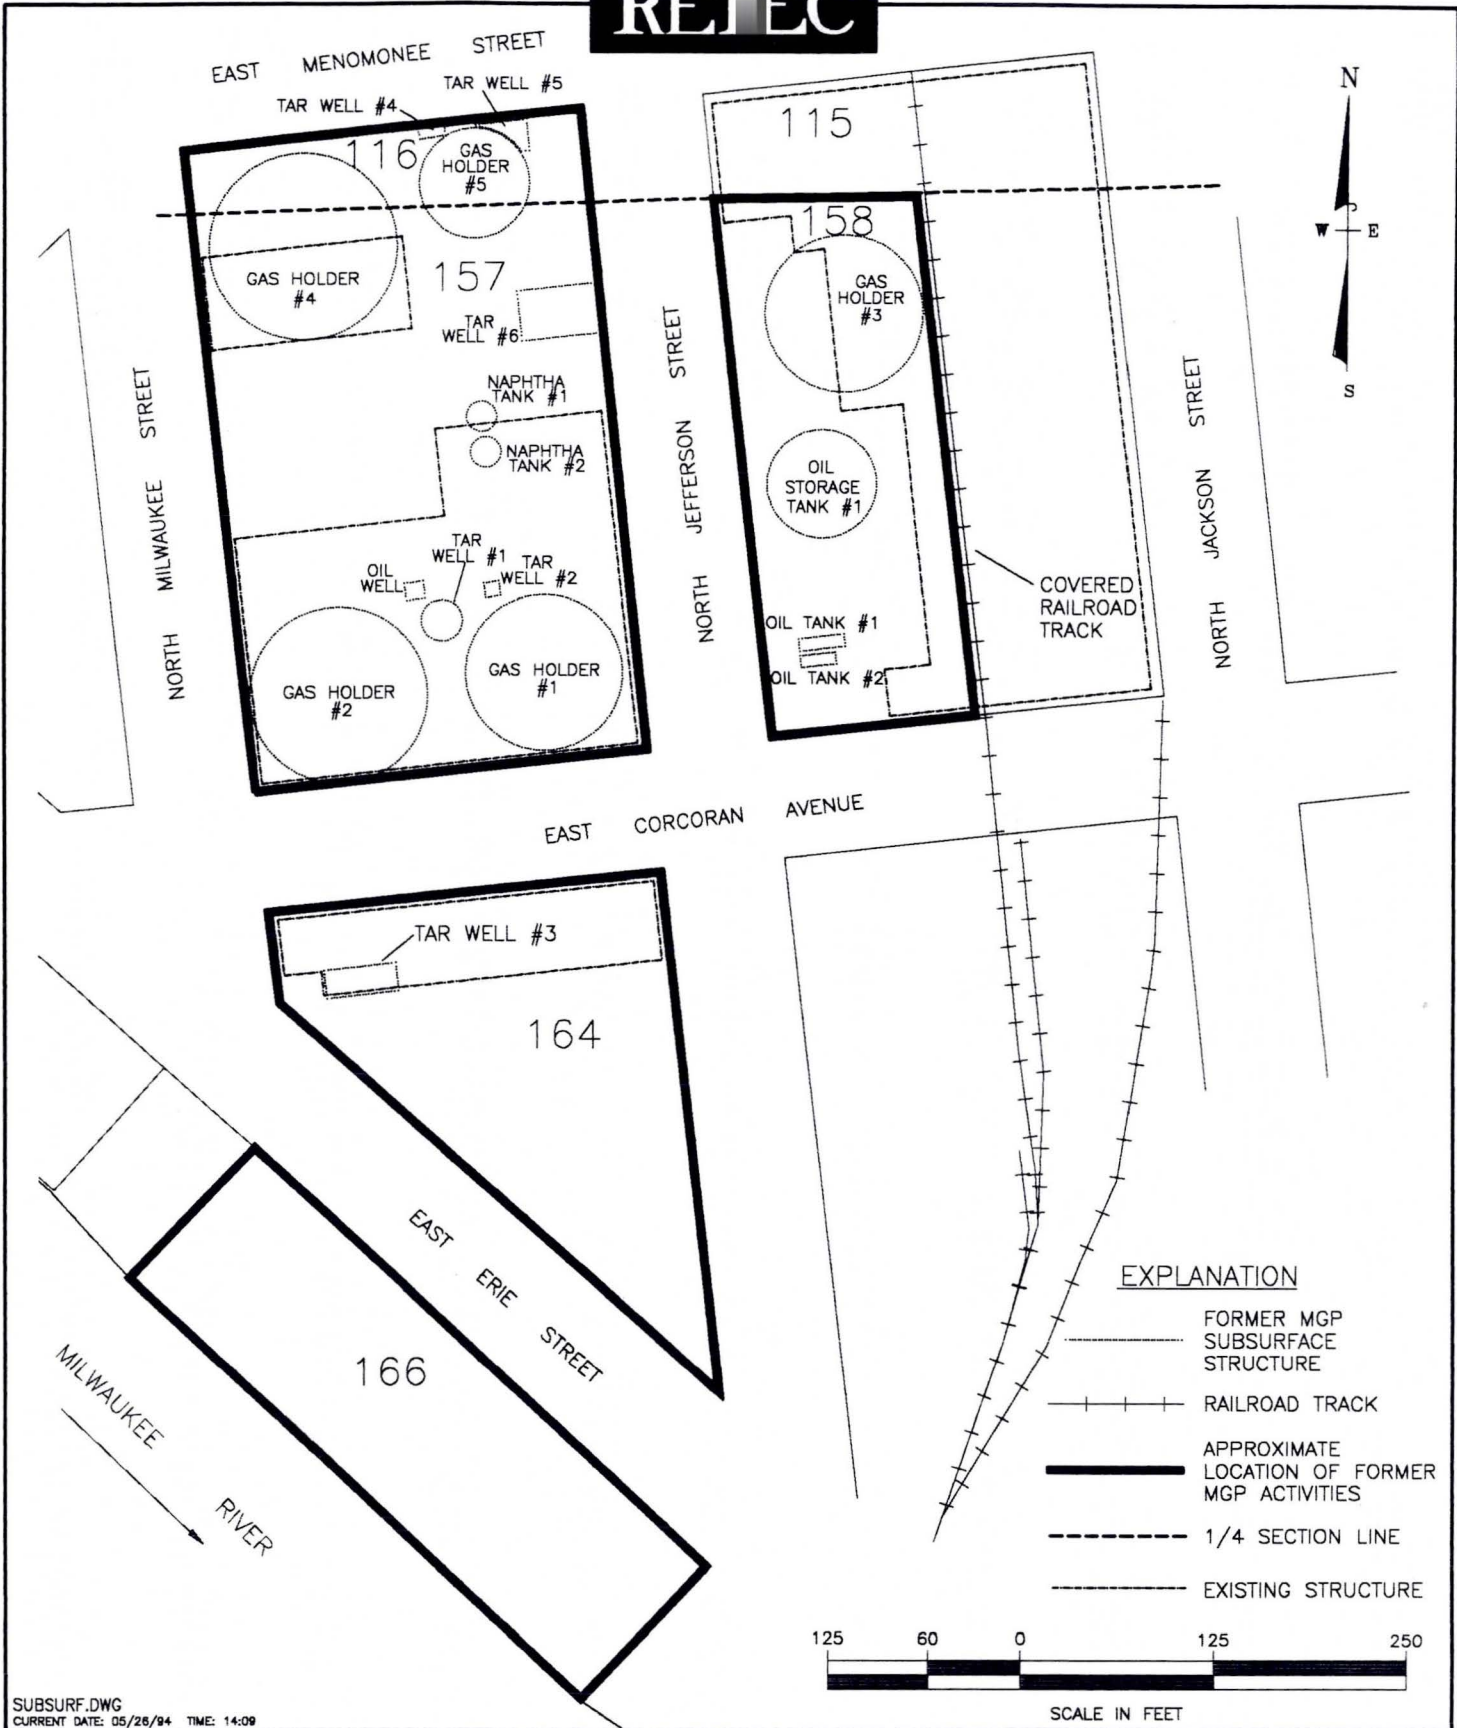 RETEC
EAST MENOMONEE STREET
TAR WELL #5
TAR WELL #4
116
GAS
HOLDER
#5
115
N
W E
S
158
GAS HOLDER
#4
157
GAS
HOLDER
#3
TAR
WELL #6
NAPHTHA
TANK #1
NAPHTHA
TANK #2
NORTH MILWAUKEE STREET
NORTH JEFFERSON STREET
NORTH JACKSON STREET
OIL
STORAGE
TANK #1
TAR
WELL #1
TAR
WELL #2
OIL
WELL
COVERED
RAILROAD
TRACK
OIL TANK #1
OIL TANK #2
GAS HOLDER
#1
GAS HOLDER
#2
EAST CORCORAN AVENUE
TAR WELL #3
164
EAST ERIE STREET
166
MILWAUKEE RIVER
EXPLANATION
FORMER MGP
SUBSURFACE
STRUCTURE
RAILROAD TRACK
APPROXIMATE
LOCATION OF FORMER
MGP ACTIVITIES
1/4 SECTION LINE
EXISTING STRUCTURE
125 60 0 125 250
SCALE IN FEET
SUBSURF.DWG
CURRENT DATE: 05/26/94 TIME: 14:09